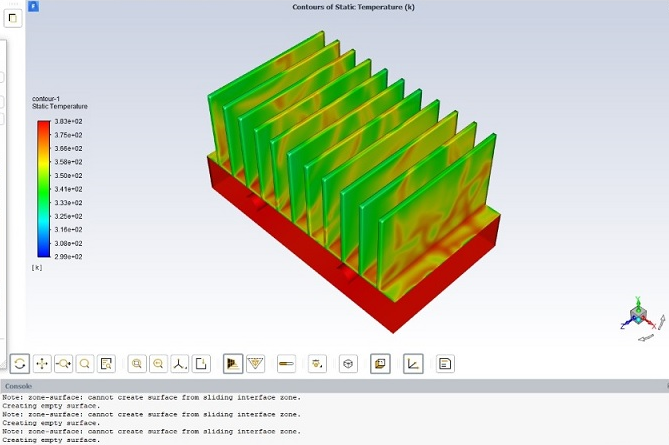 Contours of Static Temperature (k)
contour-1
Static Temperature
3.83e+02
3.75e+02
3.66e+02
3.58e+02
3.50e+02
3.41e+02
3.33e+02
3.25e+02
3.16e+02
3.08e+02
2.99e+02
[k]
Y
Z
X
Console
Note: zone-surface: cannot create surface from sliding interface zone.
Creating empty surface.
Note: zone-surface: cannot create surface from sliding interface zone.
Creating empty surface.
Note: zone-surface: cannot create surface from sliding interface zone.
Creating empty surface.